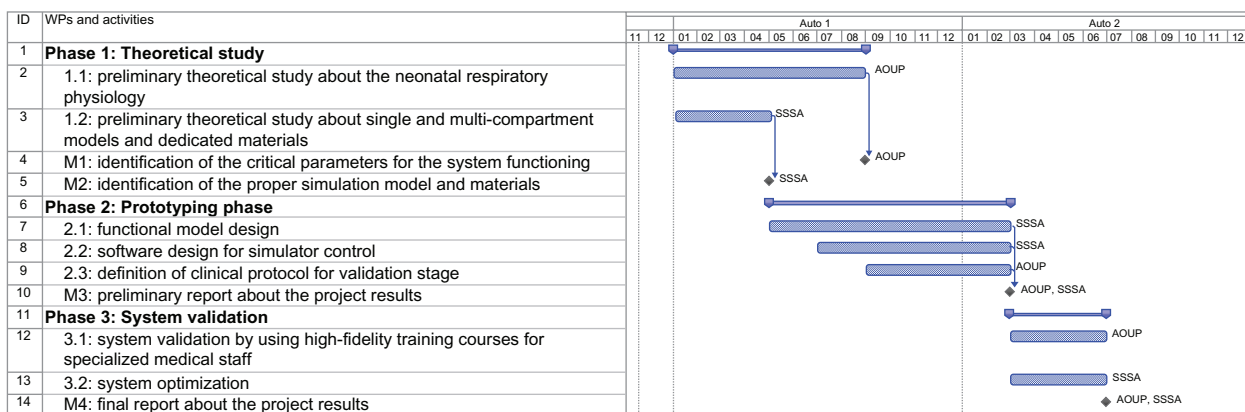 ID WPs and activities
Auto 1 Auto 2
11 12 01 02 03 04 05 06 07 08 09 10 11 12 01 02 03 04 05 06 07 08 09 10 11 12
1 Phase 1: Theoretical study
2 1.1: preliminary theoretical study about the neonatal respiratory
physiology
AOUP
3 1.2: preliminary theoretical study about single and multi-compartment
models and dedicated materials
SSSA
4 M1: identification of the critical parameters for the system functioning AOUP
5 M2: identification of the proper simulation model and materials SSSA
6 Phase 2: Prototyping phase
7 2.1: functional model design SSSA
8 2.2: software design for simulator control SSSA
9 2.3: definition of clinical protocol for validation stage AOUP
10 M3: preliminary report about the project results AOUP, SSSA
11 Phase 3: System validation
12 3.1: system validation by using high-fidelity training courses for
specialized medical staff
AOUP
13 3.2: system optimization SSSA
14 M4: final report about the project results AOUP, SSSA